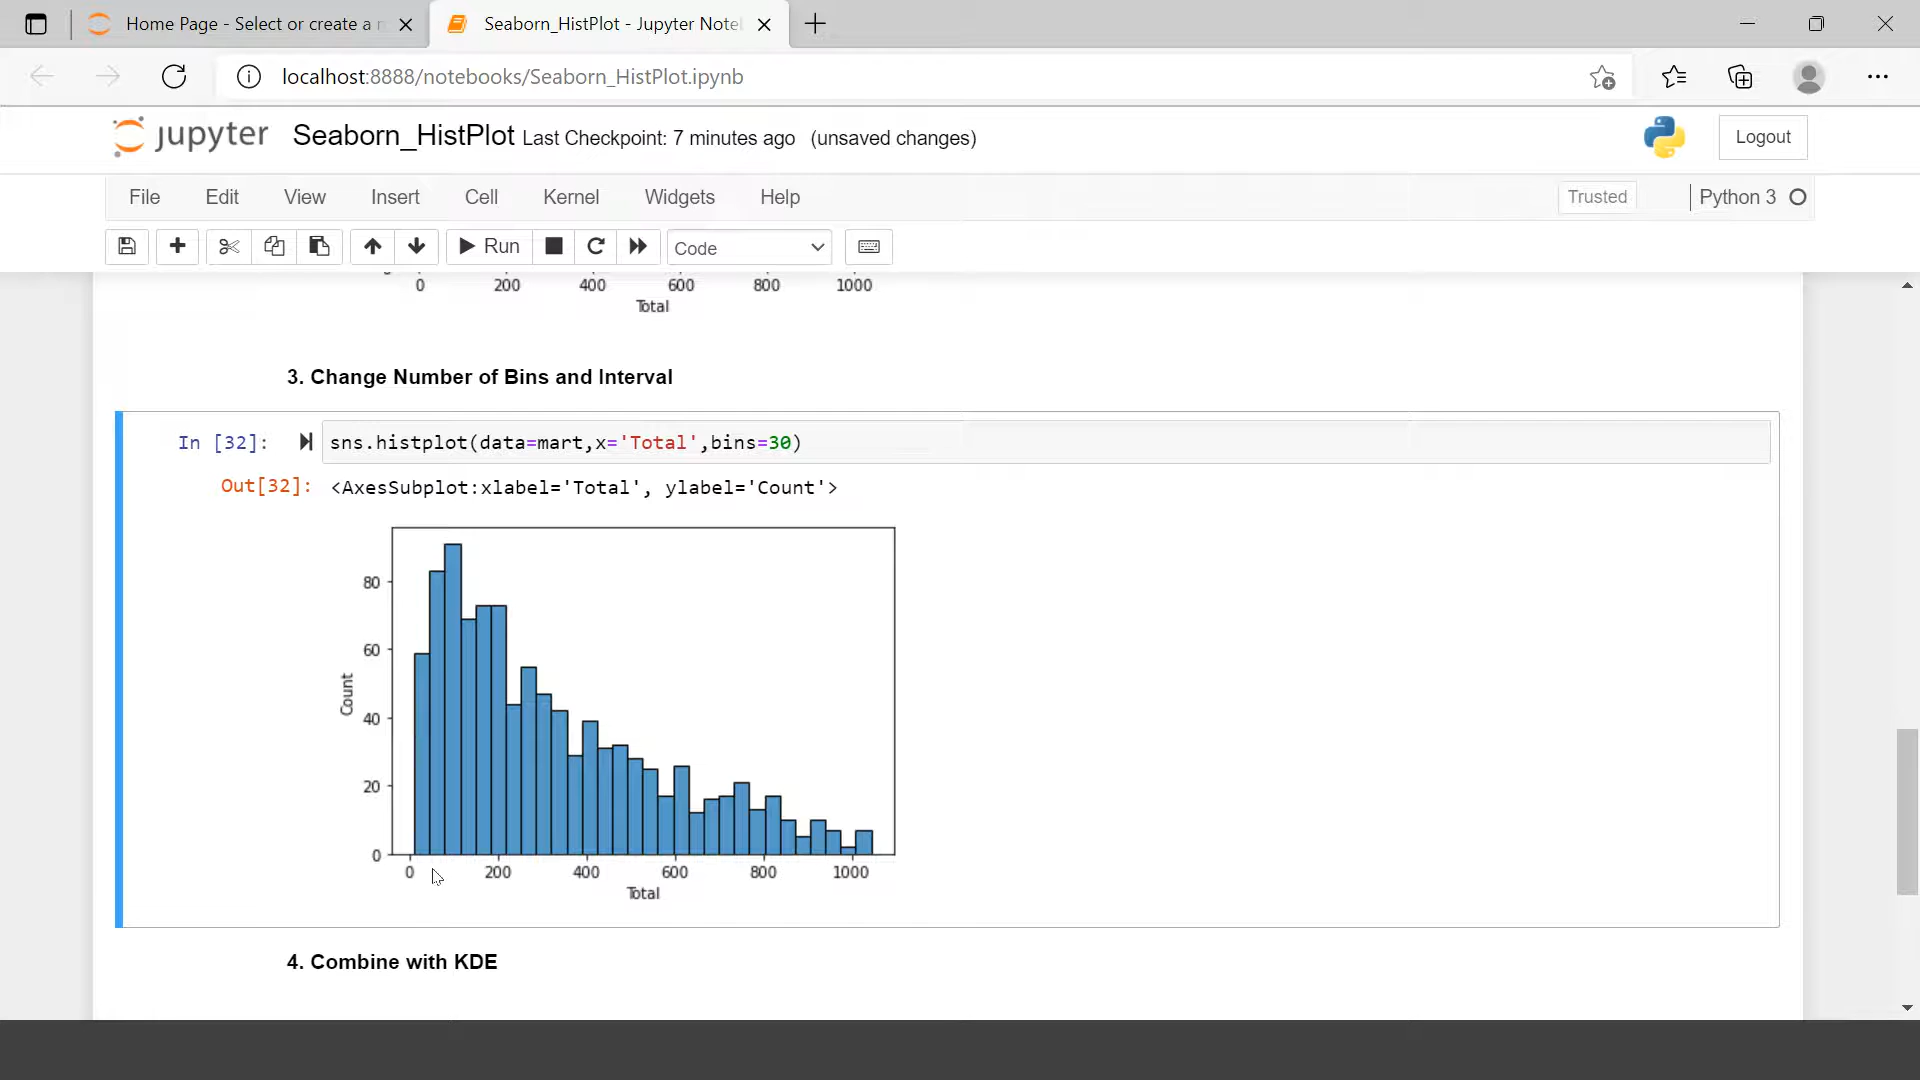 Home Page - Select or create a n
Seaborn_HistPlot - Jupyter Note
localhost:8888/notebooks/Seaborn_HistPlot.ipynb
jupyter Seaborn_HistPlot Last Checkpoint: 7 minutes ago (unsaved changes)
Logout
File Edit View Insert Cell Kernel Widgets Help
Trusted
Python 3
Run
Code
0 200 400 600 800 1000
Total
3. Change Number of Bins and Interval
In [32]: sns.histplot(data=mart,x='Total',bins=30)
Out[32]: <AxesSubplot:xlabel='Total', ylabel='Count'>
80
60
Count
40
20
0
0 200 400 600 800 1000
Total
4. Combine with KDE